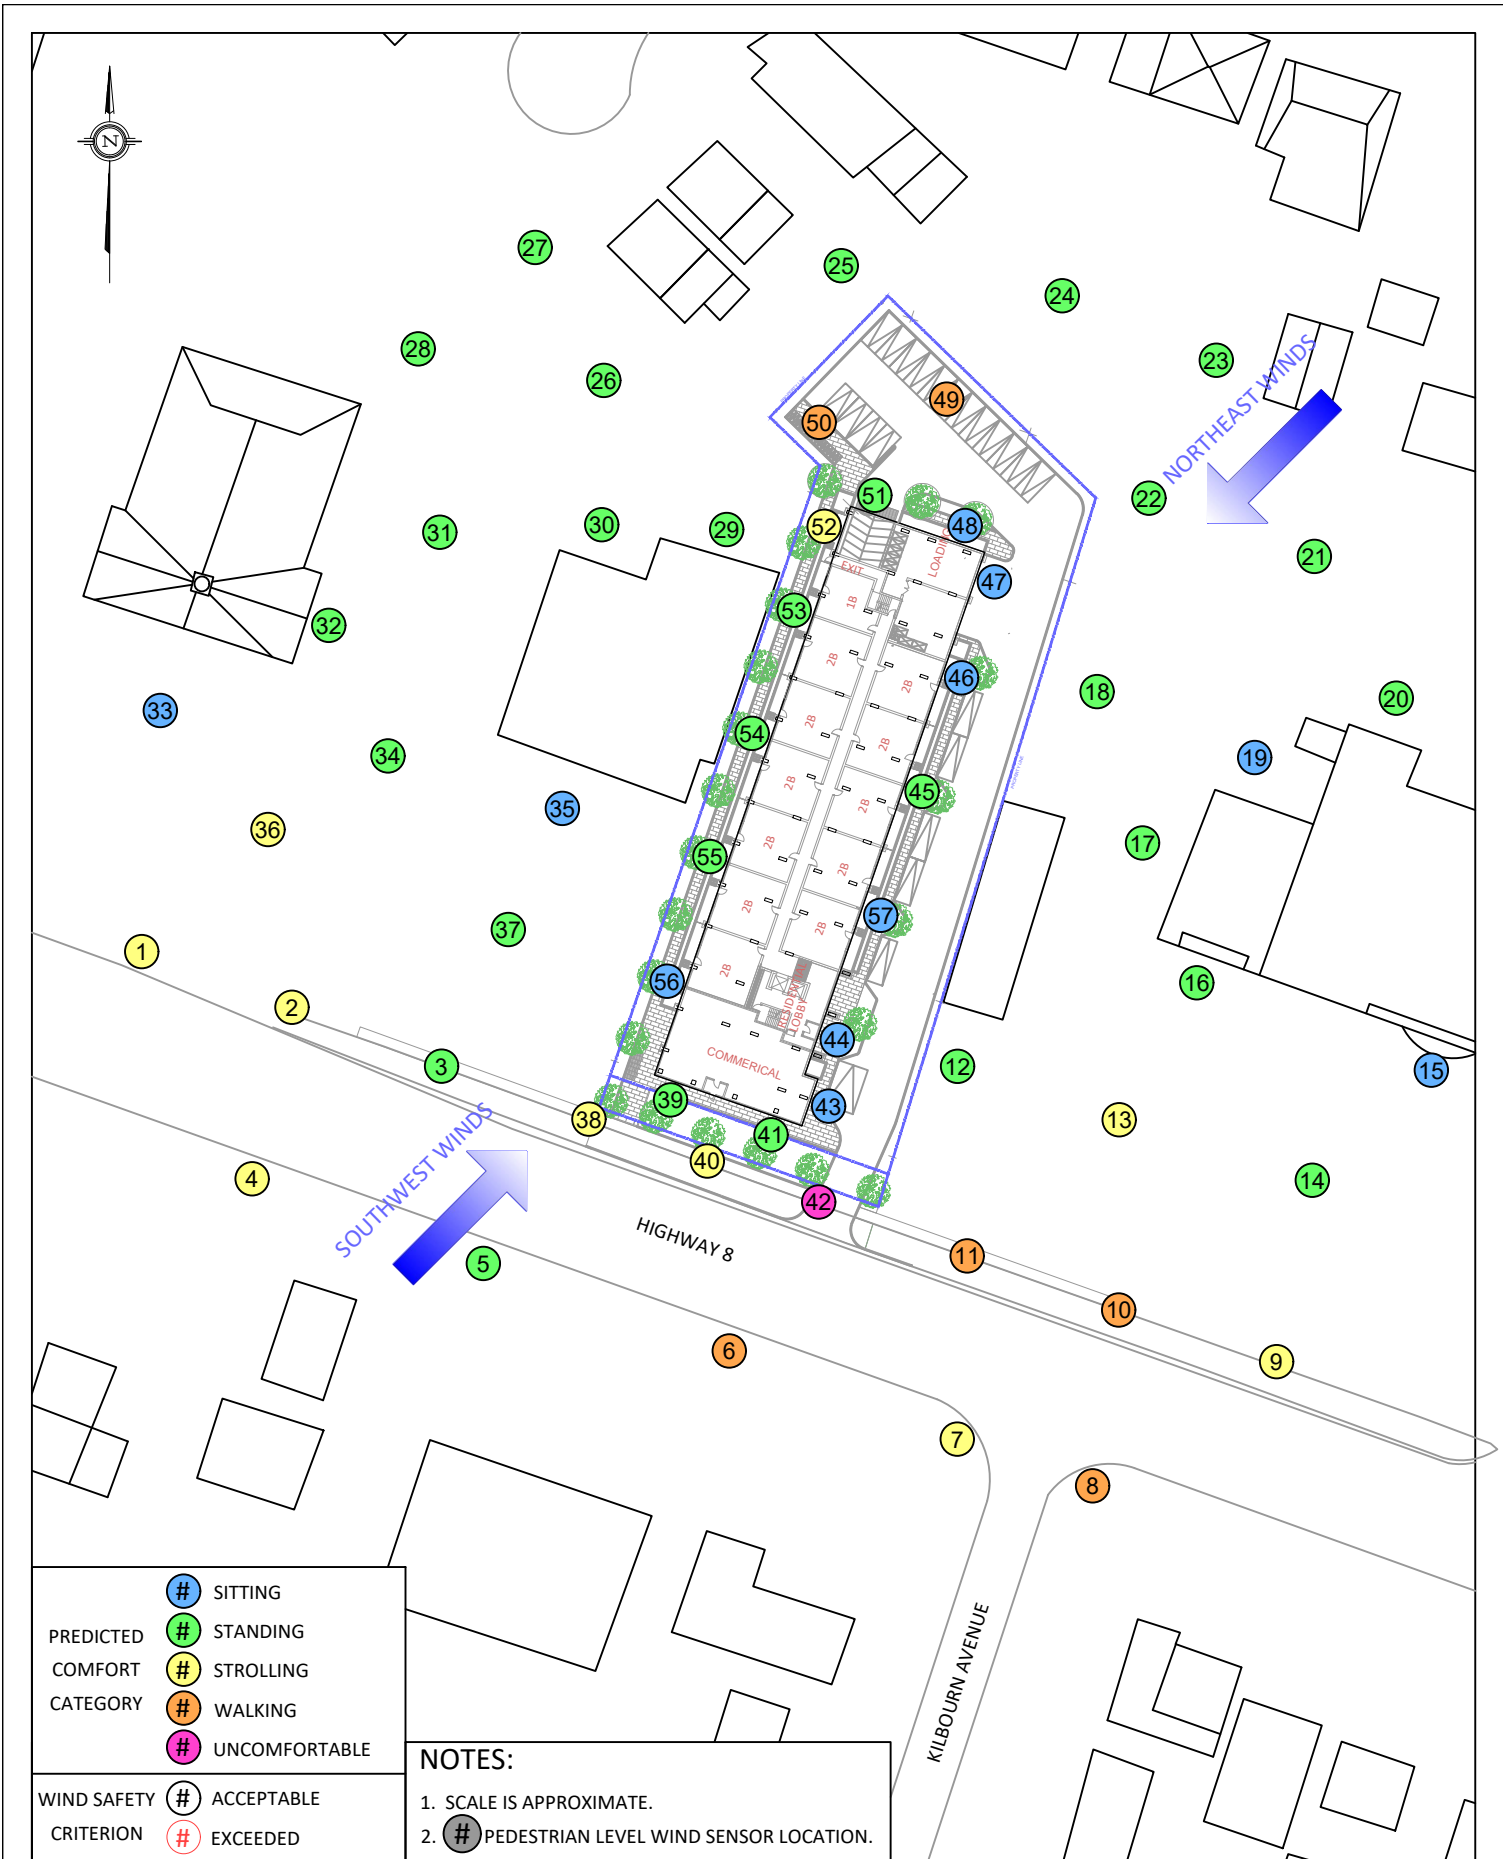 N
27
25
24
28
26
23
NORTHEAST WINDS
49
50
22
51
52
48
31
30
29
21
LOADING
EXIT
47
1B
53
32
2B
46
18
20
33
2B
2B
54
34
19
2B
2B
45
35
2B
36
17
55
2B
2B
57
2B
37
2B
1
56
2B
16
2
RESIDENTIAL
LOBBY
44
3
COMMERICAL
12
15
39
43
38
13
41
40
SOUTHWEST WINDS
4
14
42
HIGHWAY 8
11
5
10
6
9
7
8
KILBOURN AVENUE
PREDICTED
COMFORT
CATEGORY
# SITTING
# STANDING
# STROLLING
# WALKING
# UNCOMFORTABLE
WIND SAFETY
CRITERION
# ACCEPTABLE
# EXCEEDED
NOTES:
1. SCALE IS APPROXIMATE.
2. # PEDESTRIAN LEVEL WIND SENSOR LOCATION.